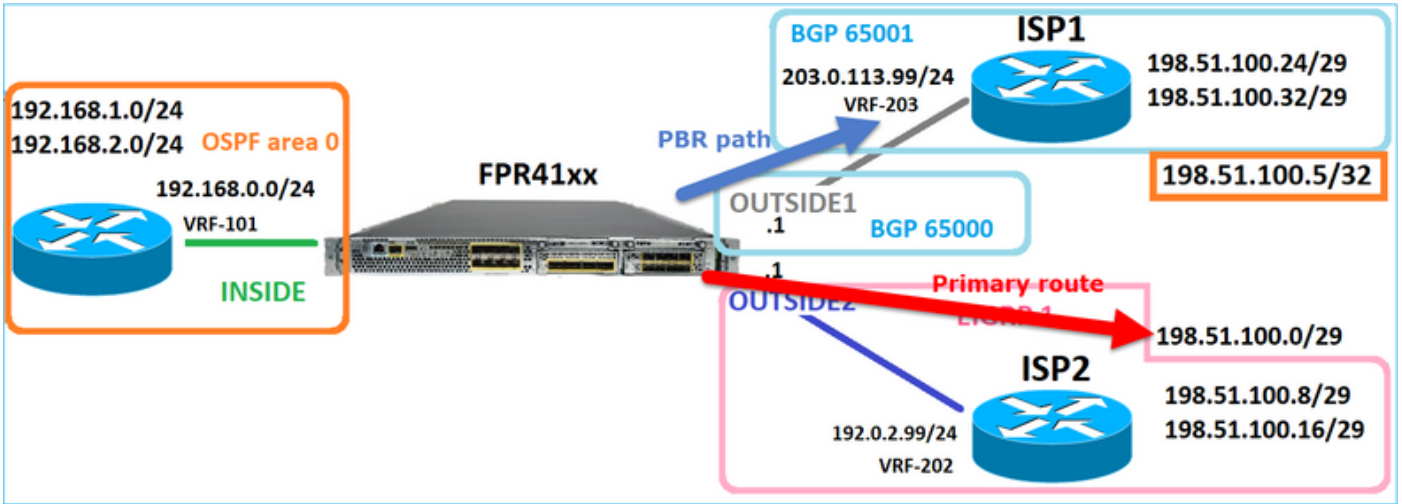 192.168.1.0/24
192.168.2.0/24
OSPF area 0
192.168.0.0/24
VRF-101
INSIDE
FPR41xx
PBR path
BGP 65001
ISP1
203.0.113.99/24
VRF-203
198.51.100.24/29
198.51.100.32/29
198.51.100.5/32
OUTSIDE1
.1
BGP 65000
.1
OUTSIDE2
Primary route
198.51.100.0/29
ISP2
198.51.100.8/29
198.51.100.16/29
192.0.2.99/24
VRF-202